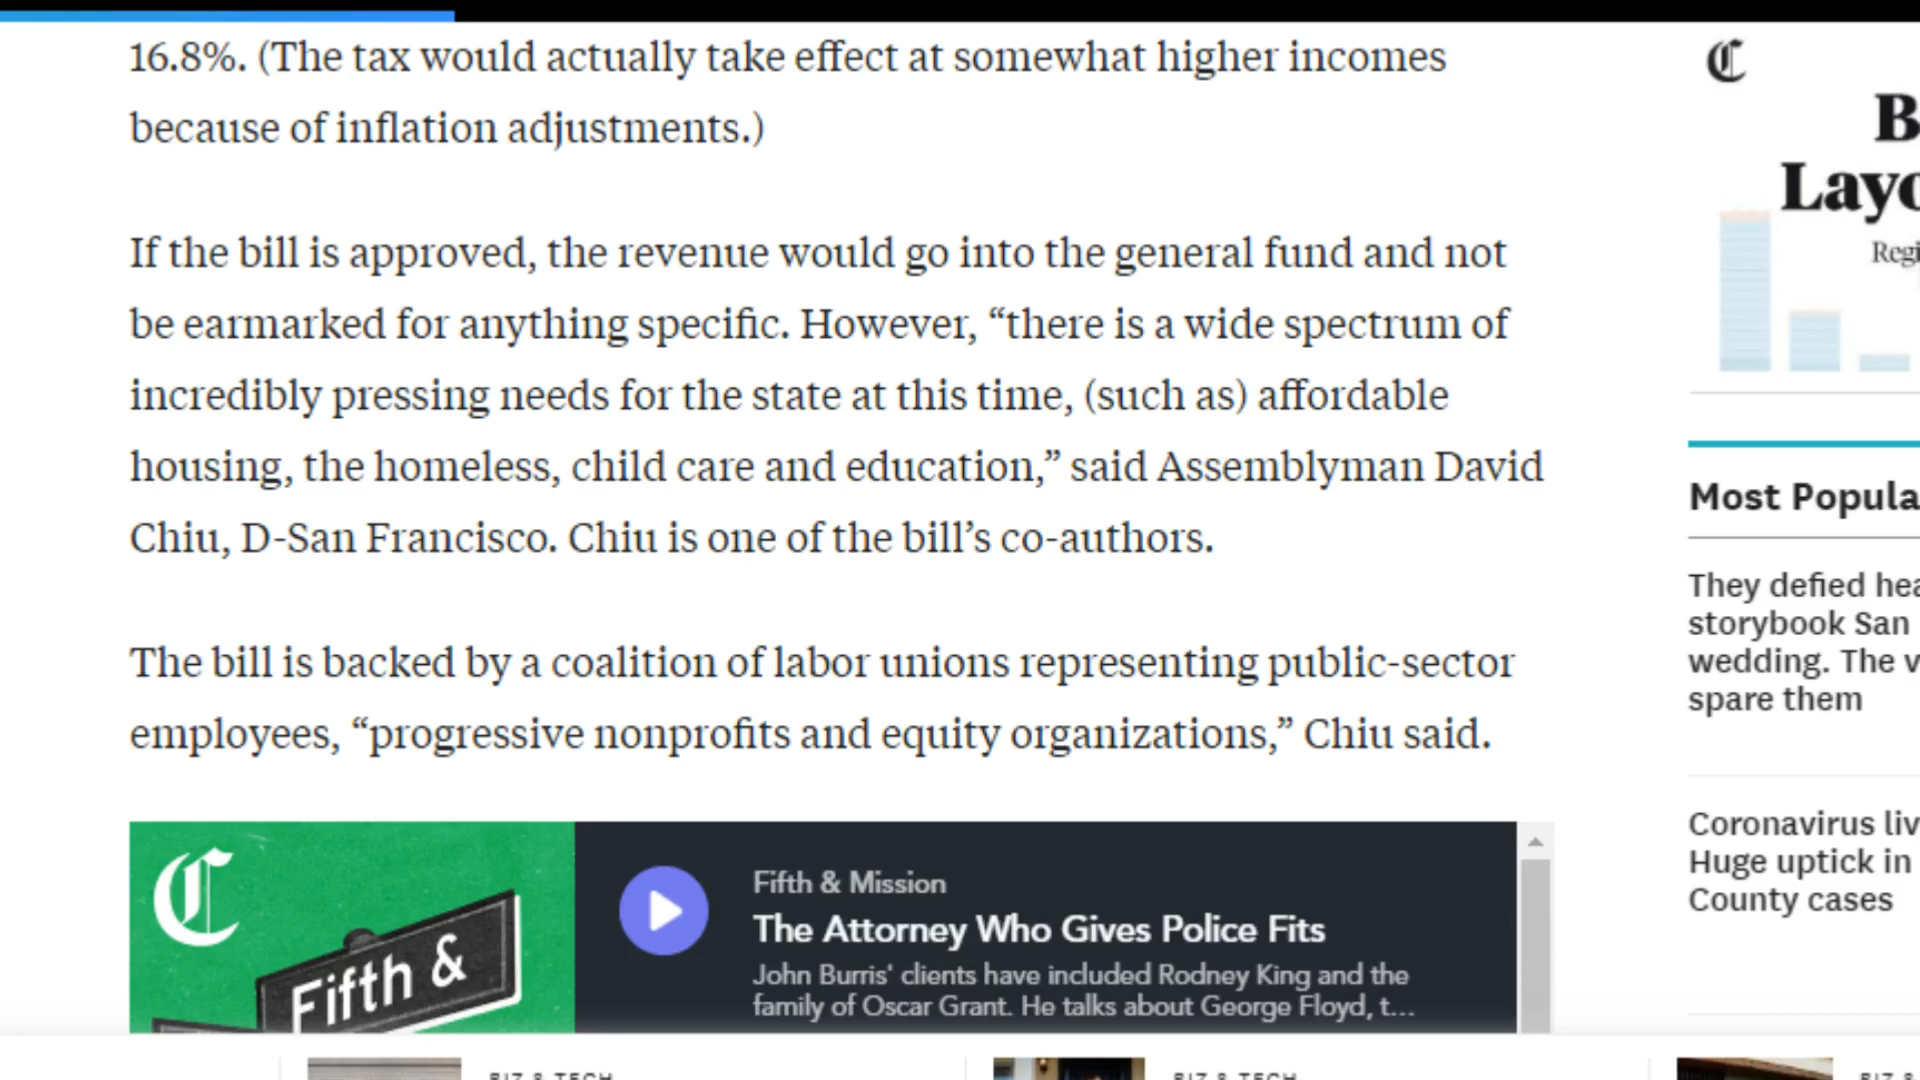 16.8%. (The tax would actually take effect at somewhat higher incomes
because of inflation adjustments.)
If the bill is approved, the revenue would go into the general fund and not
be earmarked for anything specific. However, “there is a wide spectrum of
incredibly pressing needs for the state at this time, (such as) affordable
housing, the homeless, child care and education,” said Assemblyman David
Chiu, D-San Francisco. Chiu is one of the bill’s co-authors.
The bill is backed by a coalition of labor unions representing public-sector
employees, “progressive nonprofits and equity organizations,” Chiu said.
C
Fifth &
Fifth & Mission
The Attorney Who Gives Police Fits
John Burris' clients have included Rodney King and the
family of Oscar Grant. He talks about George Floyd, t...
C
B
Layo
Regi
Most Popula
They defied hea
storybook San
wedding. The v
spare them
Coronavirus liv
Huge uptick in
County cases
BIZ & TECH
BIZ & TECH
BIZ &